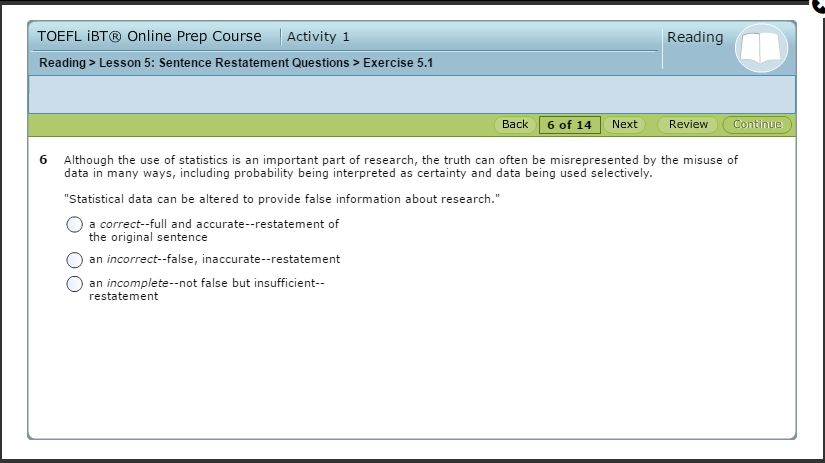 TOEFL iBT® Online Prep Course Activity 1 Reading
Reading > Lesson 5: Sentence Restatement Questions > Exercise 5.1
Back 6 of 14 Next Review Continue
6 Although the use of statistics is an important part of research, the truth can often be misrepresented by the misuse of
data in many ways, including probability being interpreted as certainty and data being used selectively.
"Statistical data can be altered to provide false information about research."
a correct--full and accurate--restatement of
the original sentence
an incorrect--false, inaccurate--restatement
an incomplete--not false but insufficient--
restatement